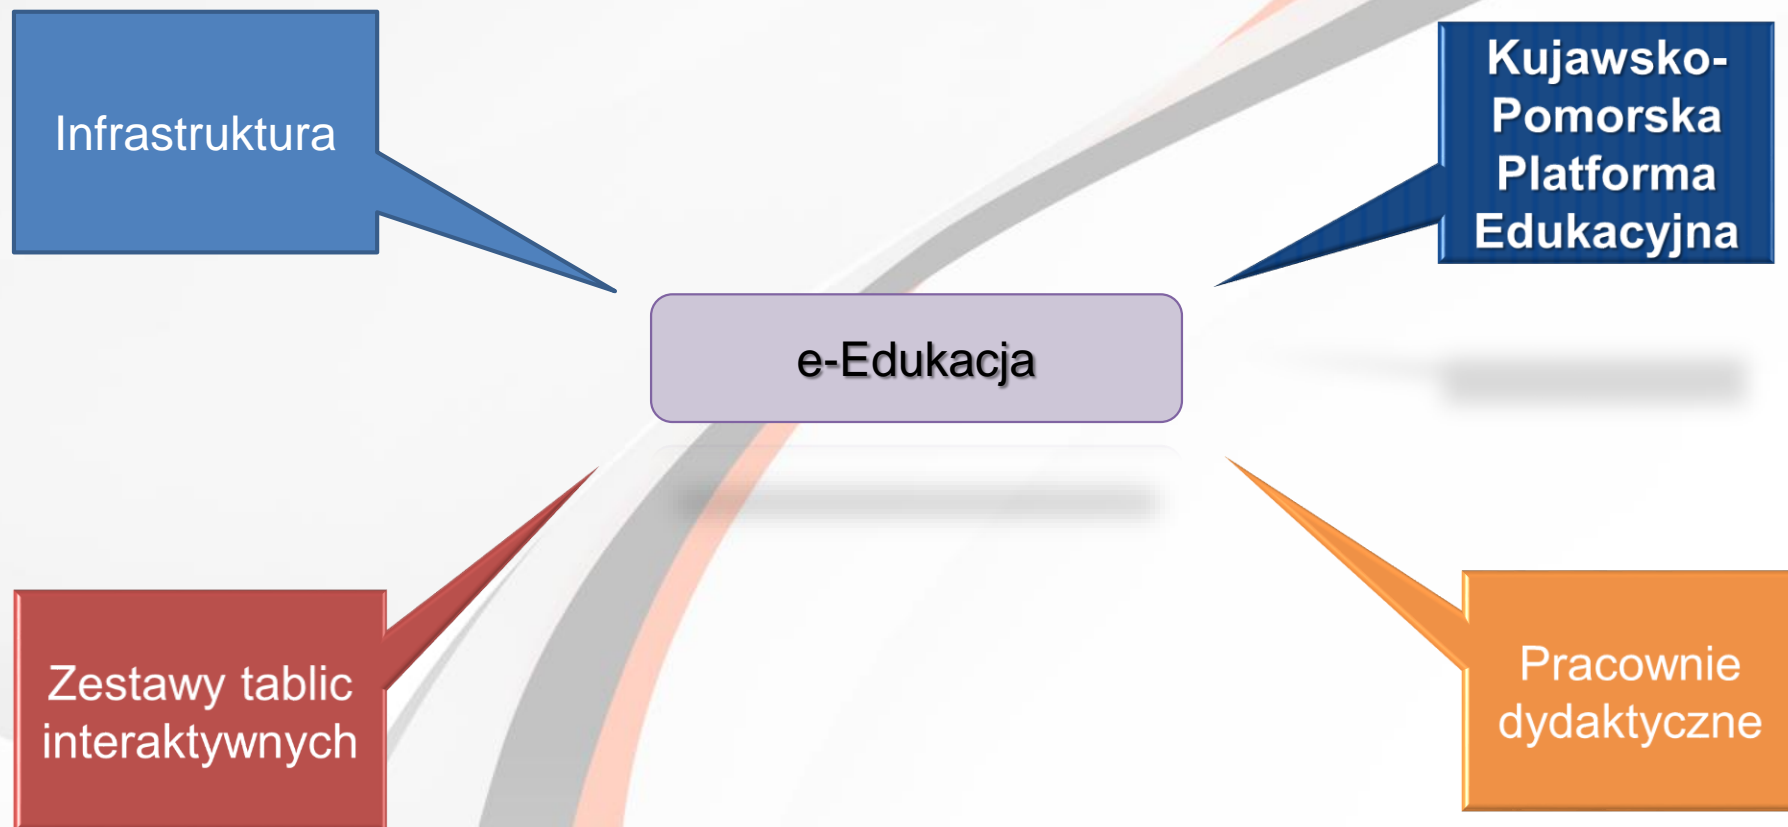 Infrastruktura
Kujawsko-
Pomorska
Platforma
Edukacyjna
e-Edukacja
Zestawy tablic
interaktywnych
Pracownie
dydaktyczne